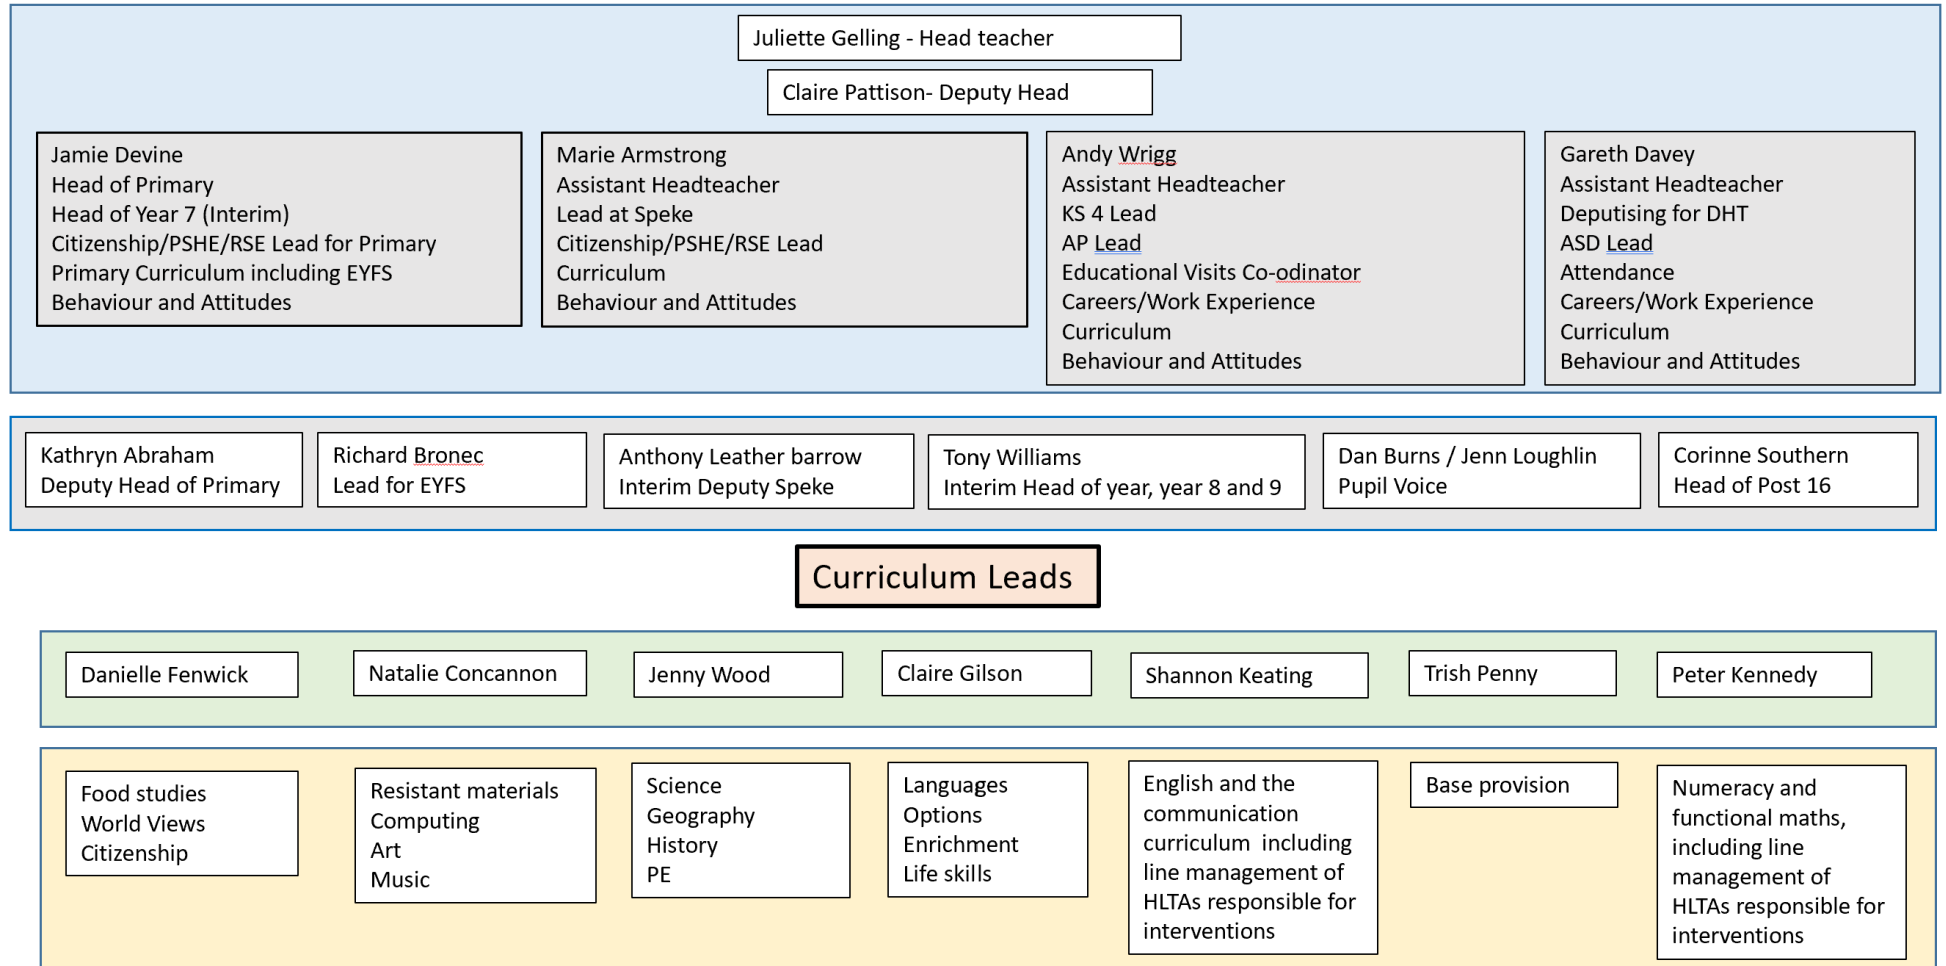 Juliette Gelling - Head teacher
Claire Pattison- Deputy Head
Jamie Devine
Head of Primary
Head of Year 7 (Interim)
Citizenship/PSHE/RSE Lead for Primary
Primary Curriculum including EYFS
Behaviour and Attitudes
Marie Armstrong
Assistant Headteacher
Lead at Speke
Citizenship/PSHE/RSE Lead
Curriculum
Behaviour and Attitudes
Andy Wrigg
Assistant Headteacher
KS 4 Lead
AP Lead
Educational Visits Co-odinator
Careers/Work Experience
Curriculum
Behaviour and Attitudes
Gareth Davey
Assistant Headteacher
Deputising for DHT
ASD Lead
Attendance
Careers/Work Experience
Curriculum
Behaviour and Attitudes
Kathryn Abraham
Deputy Head of Primary
Richard Bronec
Lead for EYFS
Anthony Leather barrow
Interim Deputy Speke
Tony Williams
Interim Head of year, year 8 and 9
Dan Burns / Jenn Loughlin
Pupil Voice
Corinne Southern
Head of Post 16
Curriculum Leads
Danielle Fenwick
Natalie Concannon
Jenny Wood
Claire Gilson
Shannon Keating
Trish Penny
Peter Kennedy
Food studies
World Views
Citizenship
Resistant materials
Computing
Art
Music
Science
Geography
History
PE
Languages
Options
Enrichment
Life skills
English and the
communication
curriculum  including
line management of
HLTAs responsible for
interventions
Base provision
Numeracy and
functional maths,
including line
management of
HLTAs responsible for
interventions